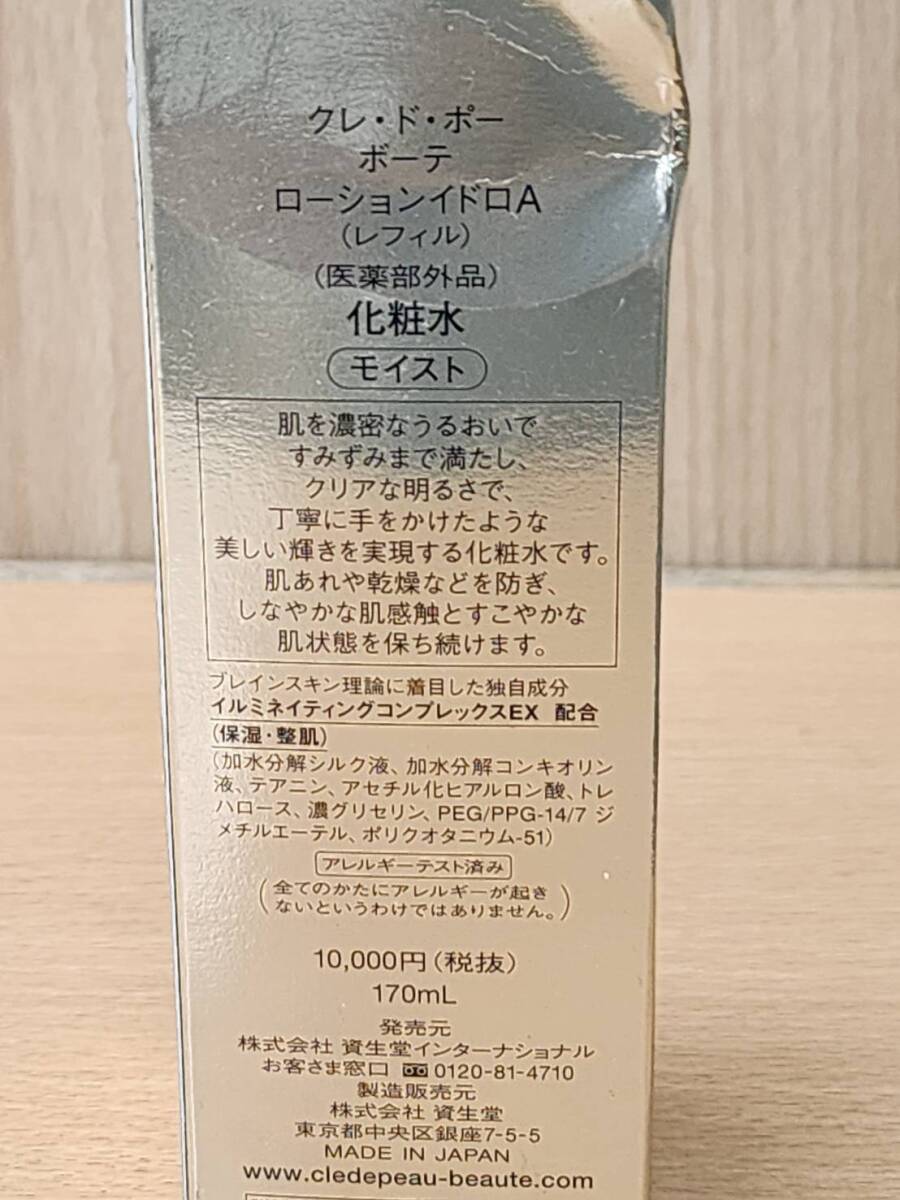 クレ・ド・ポー
ボーテ
ローションイドロA
(レフィル)
(医薬部外品)
化粧水
モイスト
肌を濃密なうるおいで
すみずみまで満たし、
クリアな明るさで、
丁寧に手をかけたような
美しい輝きを実現する化粧水です。
肌あれや乾燥などを防ぎ、
しなやかな肌感触とすこやかな
肌状態を保ち続けます。
ブレインスキン理論に着目した独自成分
イルミネイティングコンプレックスEX 配合
(保湿・整肌)
(加水分解シルク液、加水分解コンキオリン
液、テアニン、アセチル化ヒアルロン酸、トレ
ハロース、濃グリセリン、PEG/PPG-14/7 ジ
メチルエーテル、ポリクオタニウム-51)
アレルギーテスト済み
(全てのかたにアレルギーが起き
ないというわけではありません。)
10,000円(税抜)
170mL
発売元
株式会社 資生堂インターナショナル
お客さま窓口 0120-81-4710
製造販売元
株式会社 資生堂
東京都中央区銀座7-5-5
MADE IN JAPAN
www.cledepeau-beaute.com